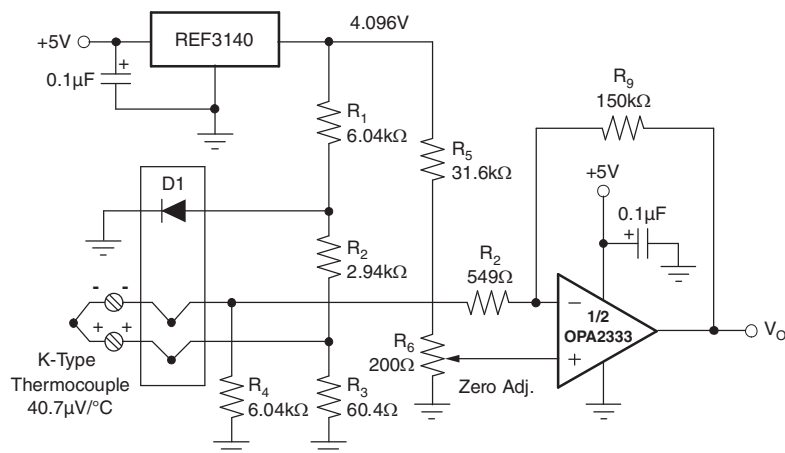 4.096V
+5V
REF3140
0.1µF
+
R9
150kΩ
R1
6.04kΩ
R5
31.6kΩ
+5V
D1
0.1µF
+
R2
2.94kΩ
R2
549Ω
- -
+ +
−
1/2
OPA2333
+
VO
R6
200Ω
Zero Adj.
K-Type
Thermocouple
40.7µV/°C
R4
6.04kΩ
R3
60.4Ω